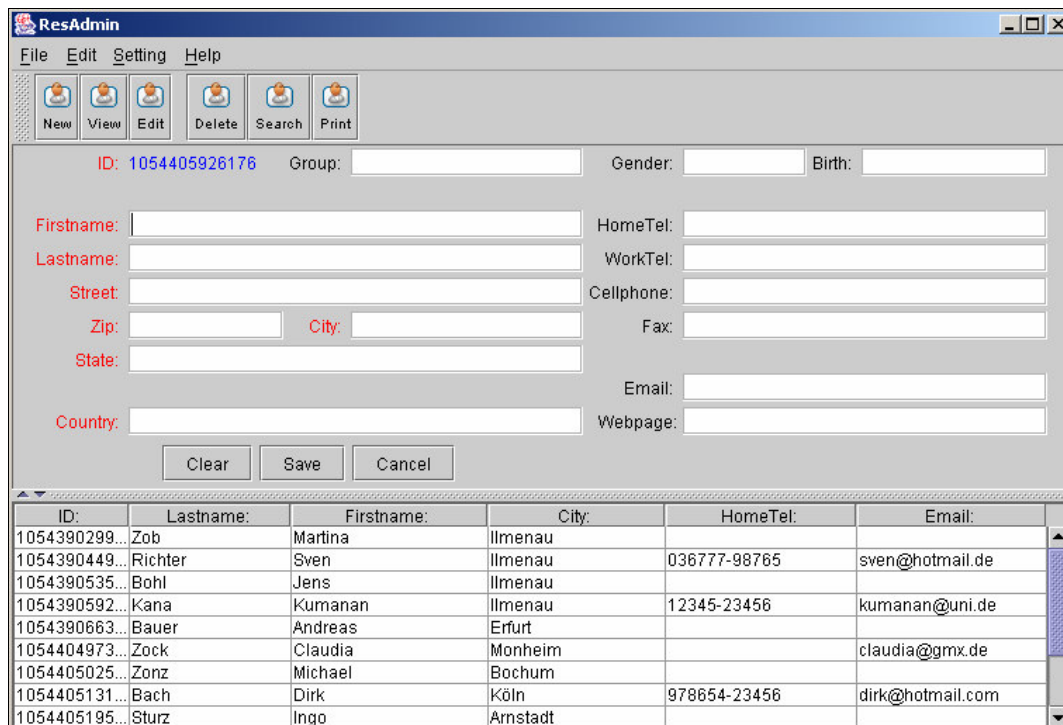 ResAdmin
File Edit Setting Help
New View Edit Delete Search Print
ID: 1054405926176 Group: Gender: Birth:
Firstname: HomeTel:
Lastname: WorkTel:
Street: Cellphone:
Zip: City: Fax:
State:
Email:
Country: Webpage:
Clear Save Cancel
ID: Lastname: Firstname: City: HomeTel: Email:
1054390299... Zob Martina Ilmenau
1054390449... Richter Sven Ilmenau 036777-98765 sven@hotmail.de
1054390535... Bohl Jens Ilmenau
1054390592... Kana Kumanan Ilmenau 12345-23456 kumanan@uni.de
1054390663... Bauer Andreas Erfurt
1054404973... Zock Claudia Monheim claudia@gmx.de
1054405025... Zonz Michael Bochum
1054405131... Bach Dirk Köln 978654-23456 dirk@hotmail.com
1054405195... Sturz Ingo Arnstadt